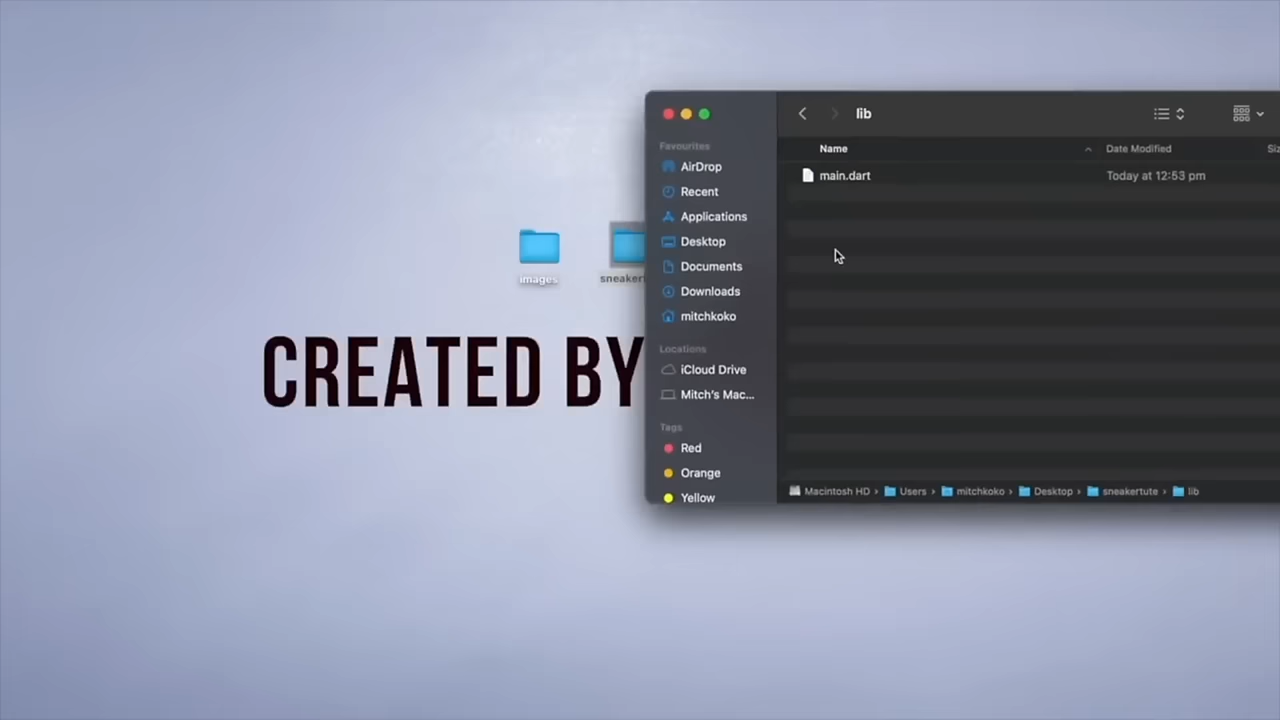 lib
Name
Date Modified
main.dart
Today at 12:53 pm
Favourites
AirDrop
Recent
Applications
Desktop
Documents
Downloads
mitchkoko
Locations
iCloud Drive
Mitch's Mac...
Tags
Red
Orange
Yellow
Macintosh HD › Users › mitchkoko › Desktop › sneakertute › lib
images
CREATED BY